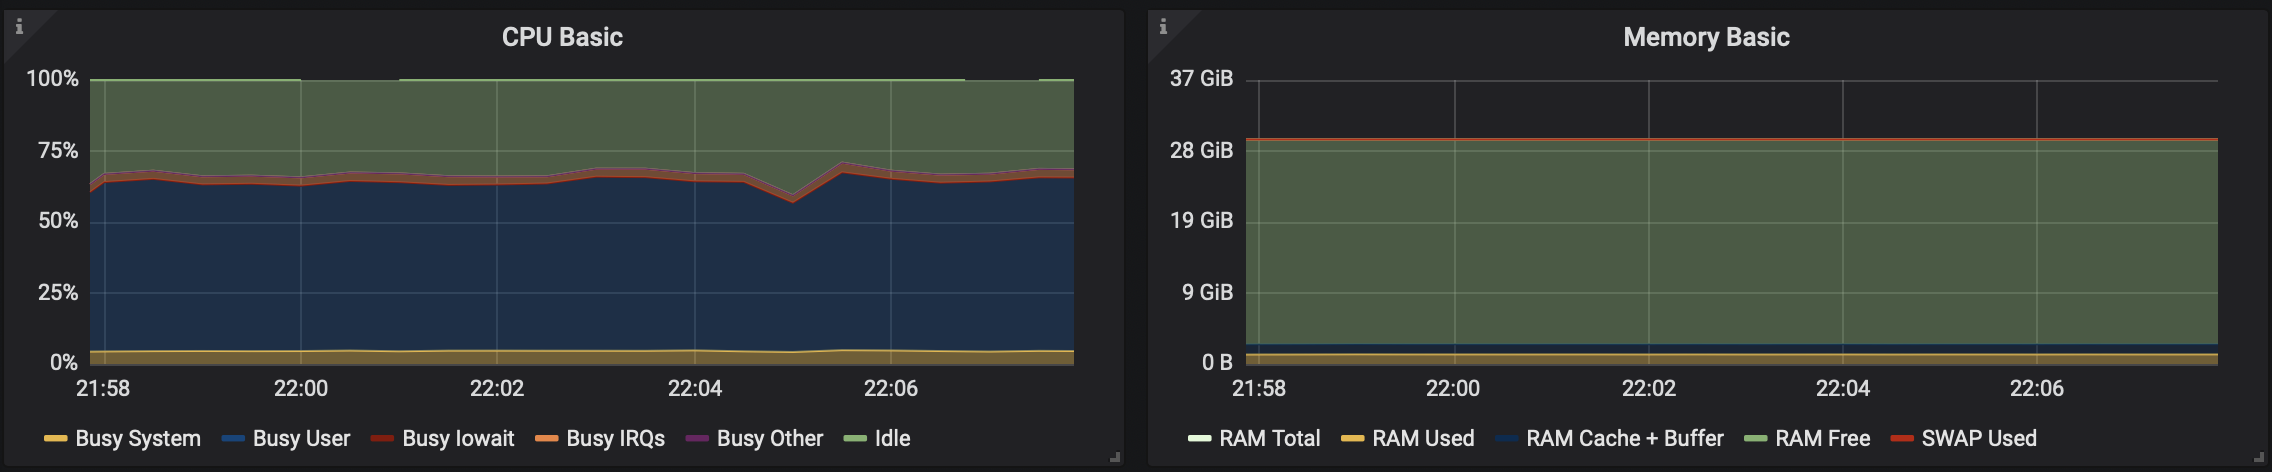 CPU Basic
100%
75%
50%
25%
0%
21:58 22:00 22:02 22:04 22:06
Busy System Busy User Busy Iowait Busy IRQs Busy Other Idle
Memory Basic
37 GiB
28 GiB
19 GiB
9 GiB
0 B
21:58 22:00 22:02 22:04 22:06
RAM Total RAM Used RAM Cache + Buffer RAM Free SWAP Used